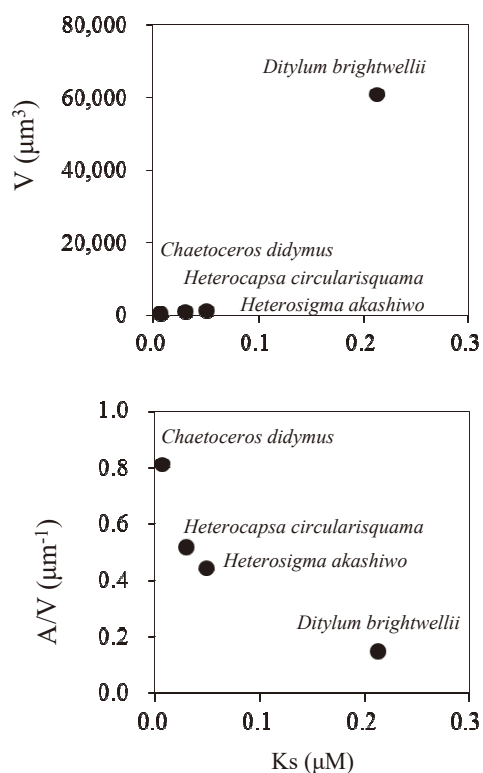 80,000
60,000
40,000
20,000
0
V (μm³)
Ditylum brightwellii
Chaetoceros didymus
Heterocapsa circularisquama
Heterosigma akashiwo
0.0 0.1 0.2 0.3
1.0
0.8
0.6
0.4
0.2
0.0
A/V (μm⁻¹)
Chaetoceros didymus
Heterocapsa circularisquama
Heterosigma akashiwo
Ditylum brightwellii
0.0 0.1 0.2 0.3
Ks (μM)